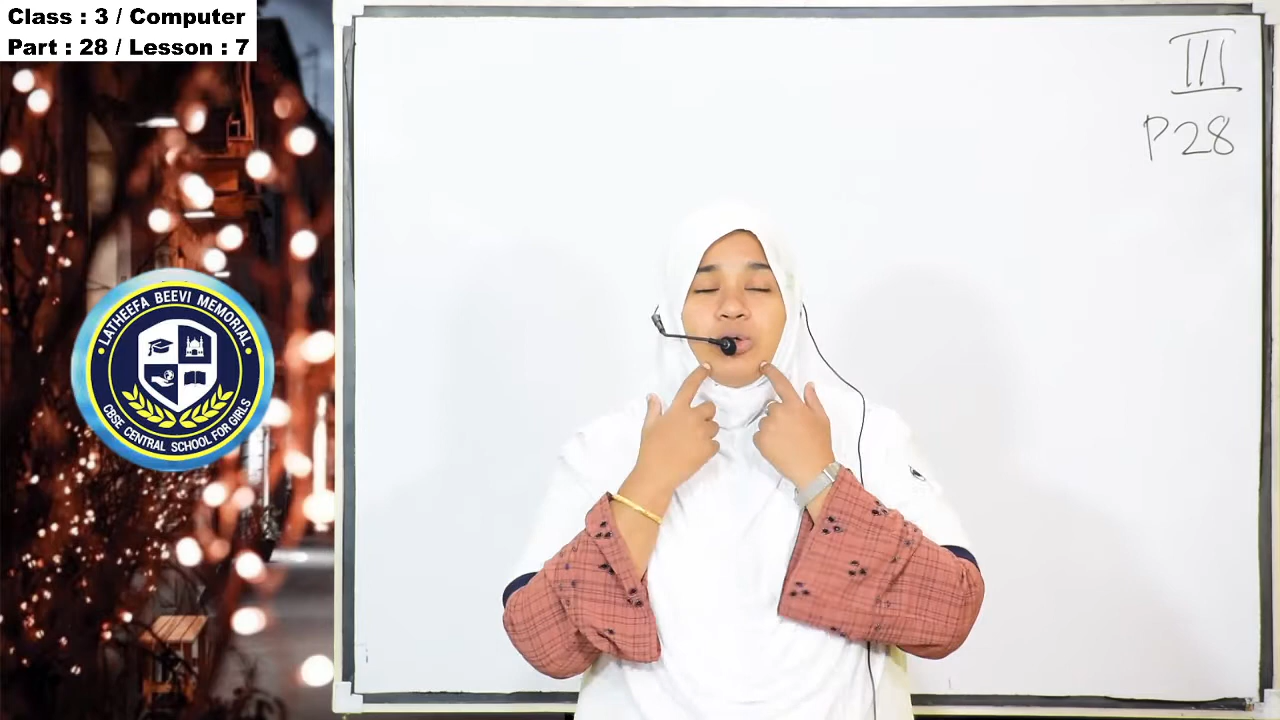 Class : 3 / Computer
Part : 28 / Lesson : 7
LATHEEFA BEEVI MEMORIAL
CBSE CENTRAL SCHOOL FOR GIRLS
III
P28